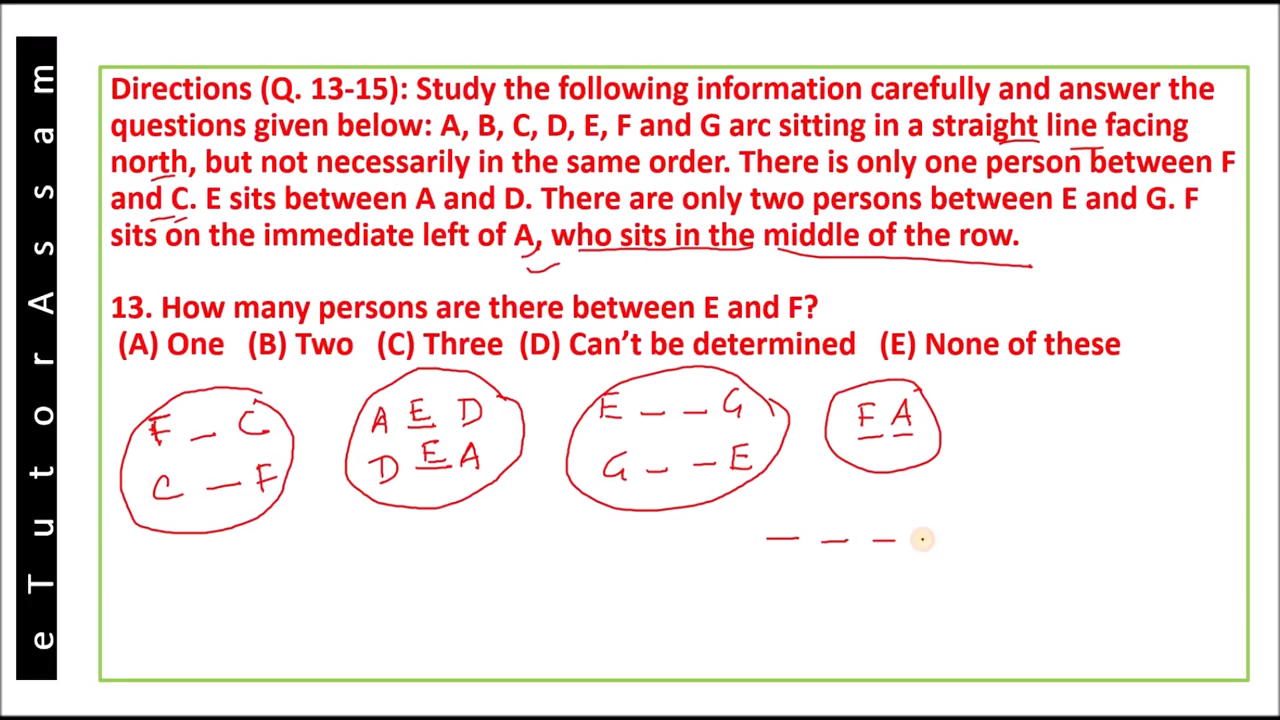 eTutorAssam
Directions (Q. 13-15): Study the following information carefully and answer the
questions given below: A, B, C, D, E, F and G arc sitting in a straight line facing
north, but not necessarily in the same order. There is only one person between F
and C. E sits between A and D. There are only two persons between E and G. F
sits on the immediate left of A, who sits in the middle of the row.
13. How many persons are there between E and F?
(A) One (B) Two (C) Three (D) Can't be determined (E) None of these
F _ C
C _ F
A E D
D E A
E _ _ G
G _ _ E
F A
_ _ _